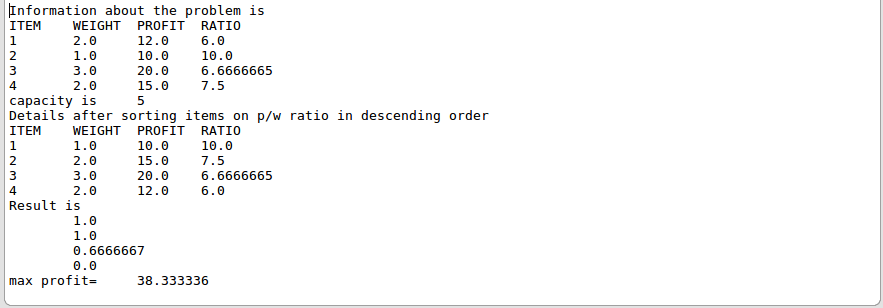 Information about the problem is
ITEM WEIGHT PROFIT RATIO
1 2.0 12.0 6.0
2 1.0 10.0 10.0
3 3.0 20.0 6.6666665
4 2.0 15.0 7.5
capacity is 5
Details after sorting items on p/w ratio in descending order
ITEM WEIGHT PROFIT RATIO
1 1.0 10.0 10.0
2 2.0 15.0 7.5
3 3.0 20.0 6.6666665
4 2.0 12.0 6.0
Result is
1.0
1.0
0.6666667
0.0
max profit= 38.333336